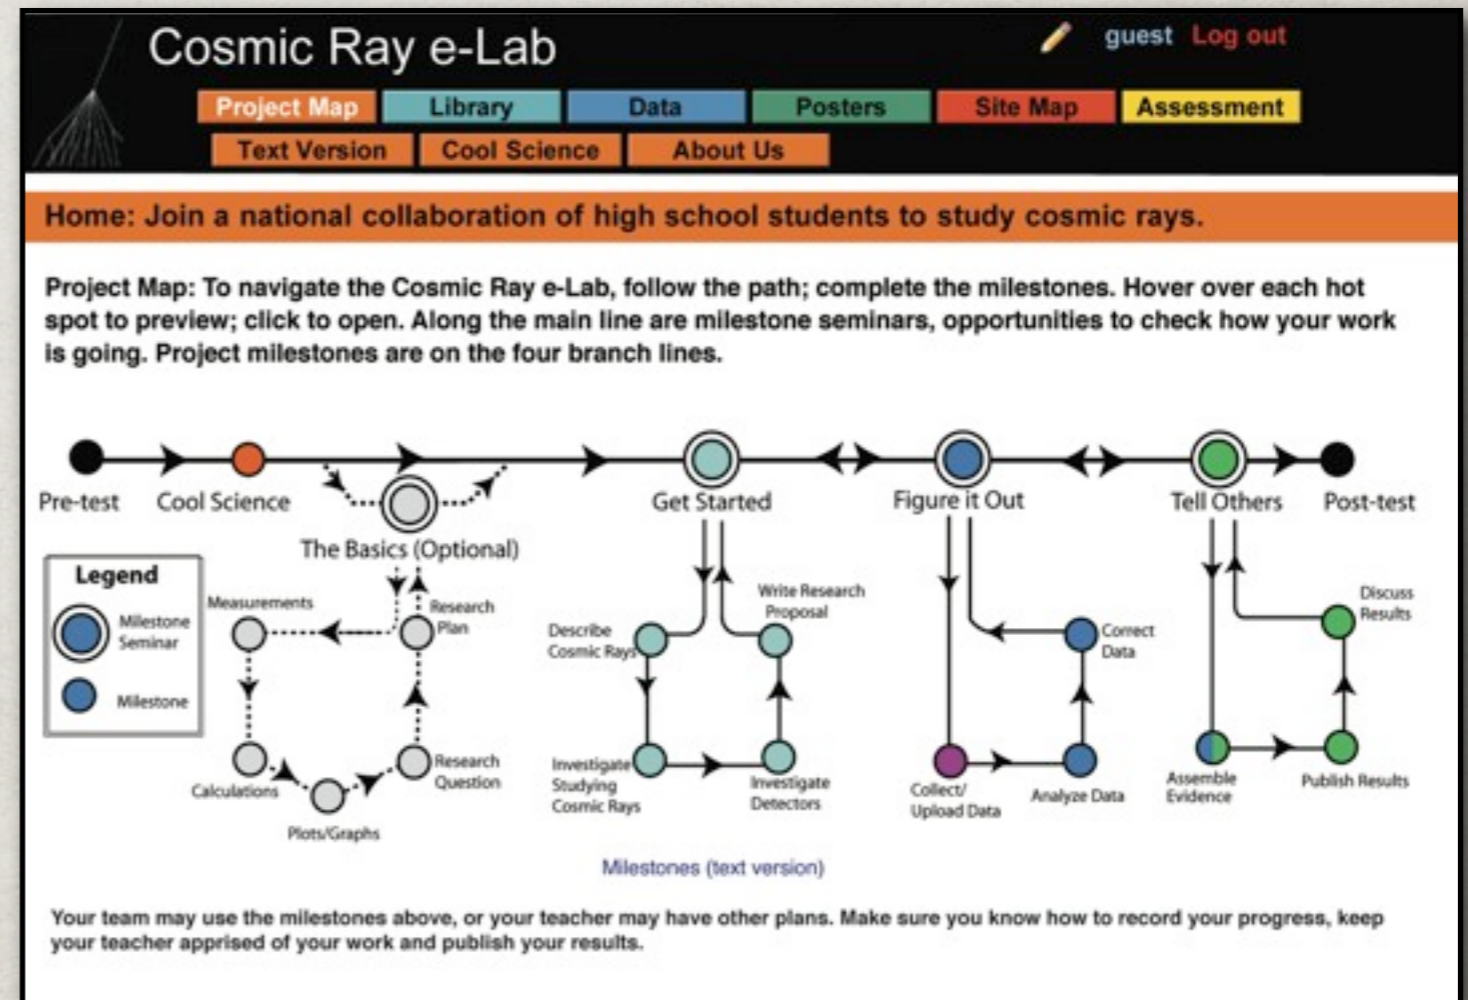 Cosmic Ray e-Lab
guest Log out
Project Map Library Data Posters Site Map Assessment
Text Version Cool Science About Us
Home: Join a national collaboration of high school students to study cosmic rays.
Project Map: To navigate the Cosmic Ray e-Lab, follow the path; complete the milestones. Hover over each hot
spot to preview; click to open. Along the main line are milestone seminars, opportunities to check how your work
is going. Project milestones are on the four branch lines.
Pre-test
Cool Science
The Basics (Optional)
Get Started
Figure it Out
Tell Others
Post-test
Legend
Milestone
Seminar
Milestone
Measurements
Research
Plan
Calculations
Plots/Graphs
Research
Question
Describe
Cosmic Rays
Write Research
Proposal
Investigate
Studying
Cosmic Rays
Investigate
Detectors
Correct
Data
Collect/
Upload Data
Analyze Data
Discuss
Results
Assemble
Evidence
Publish Results
Milestones (text version)
Your team may use the milestones above, or your teacher may have other plans. Make sure you know how to record your progress, keep
your teacher apprised of your work and publish your results.